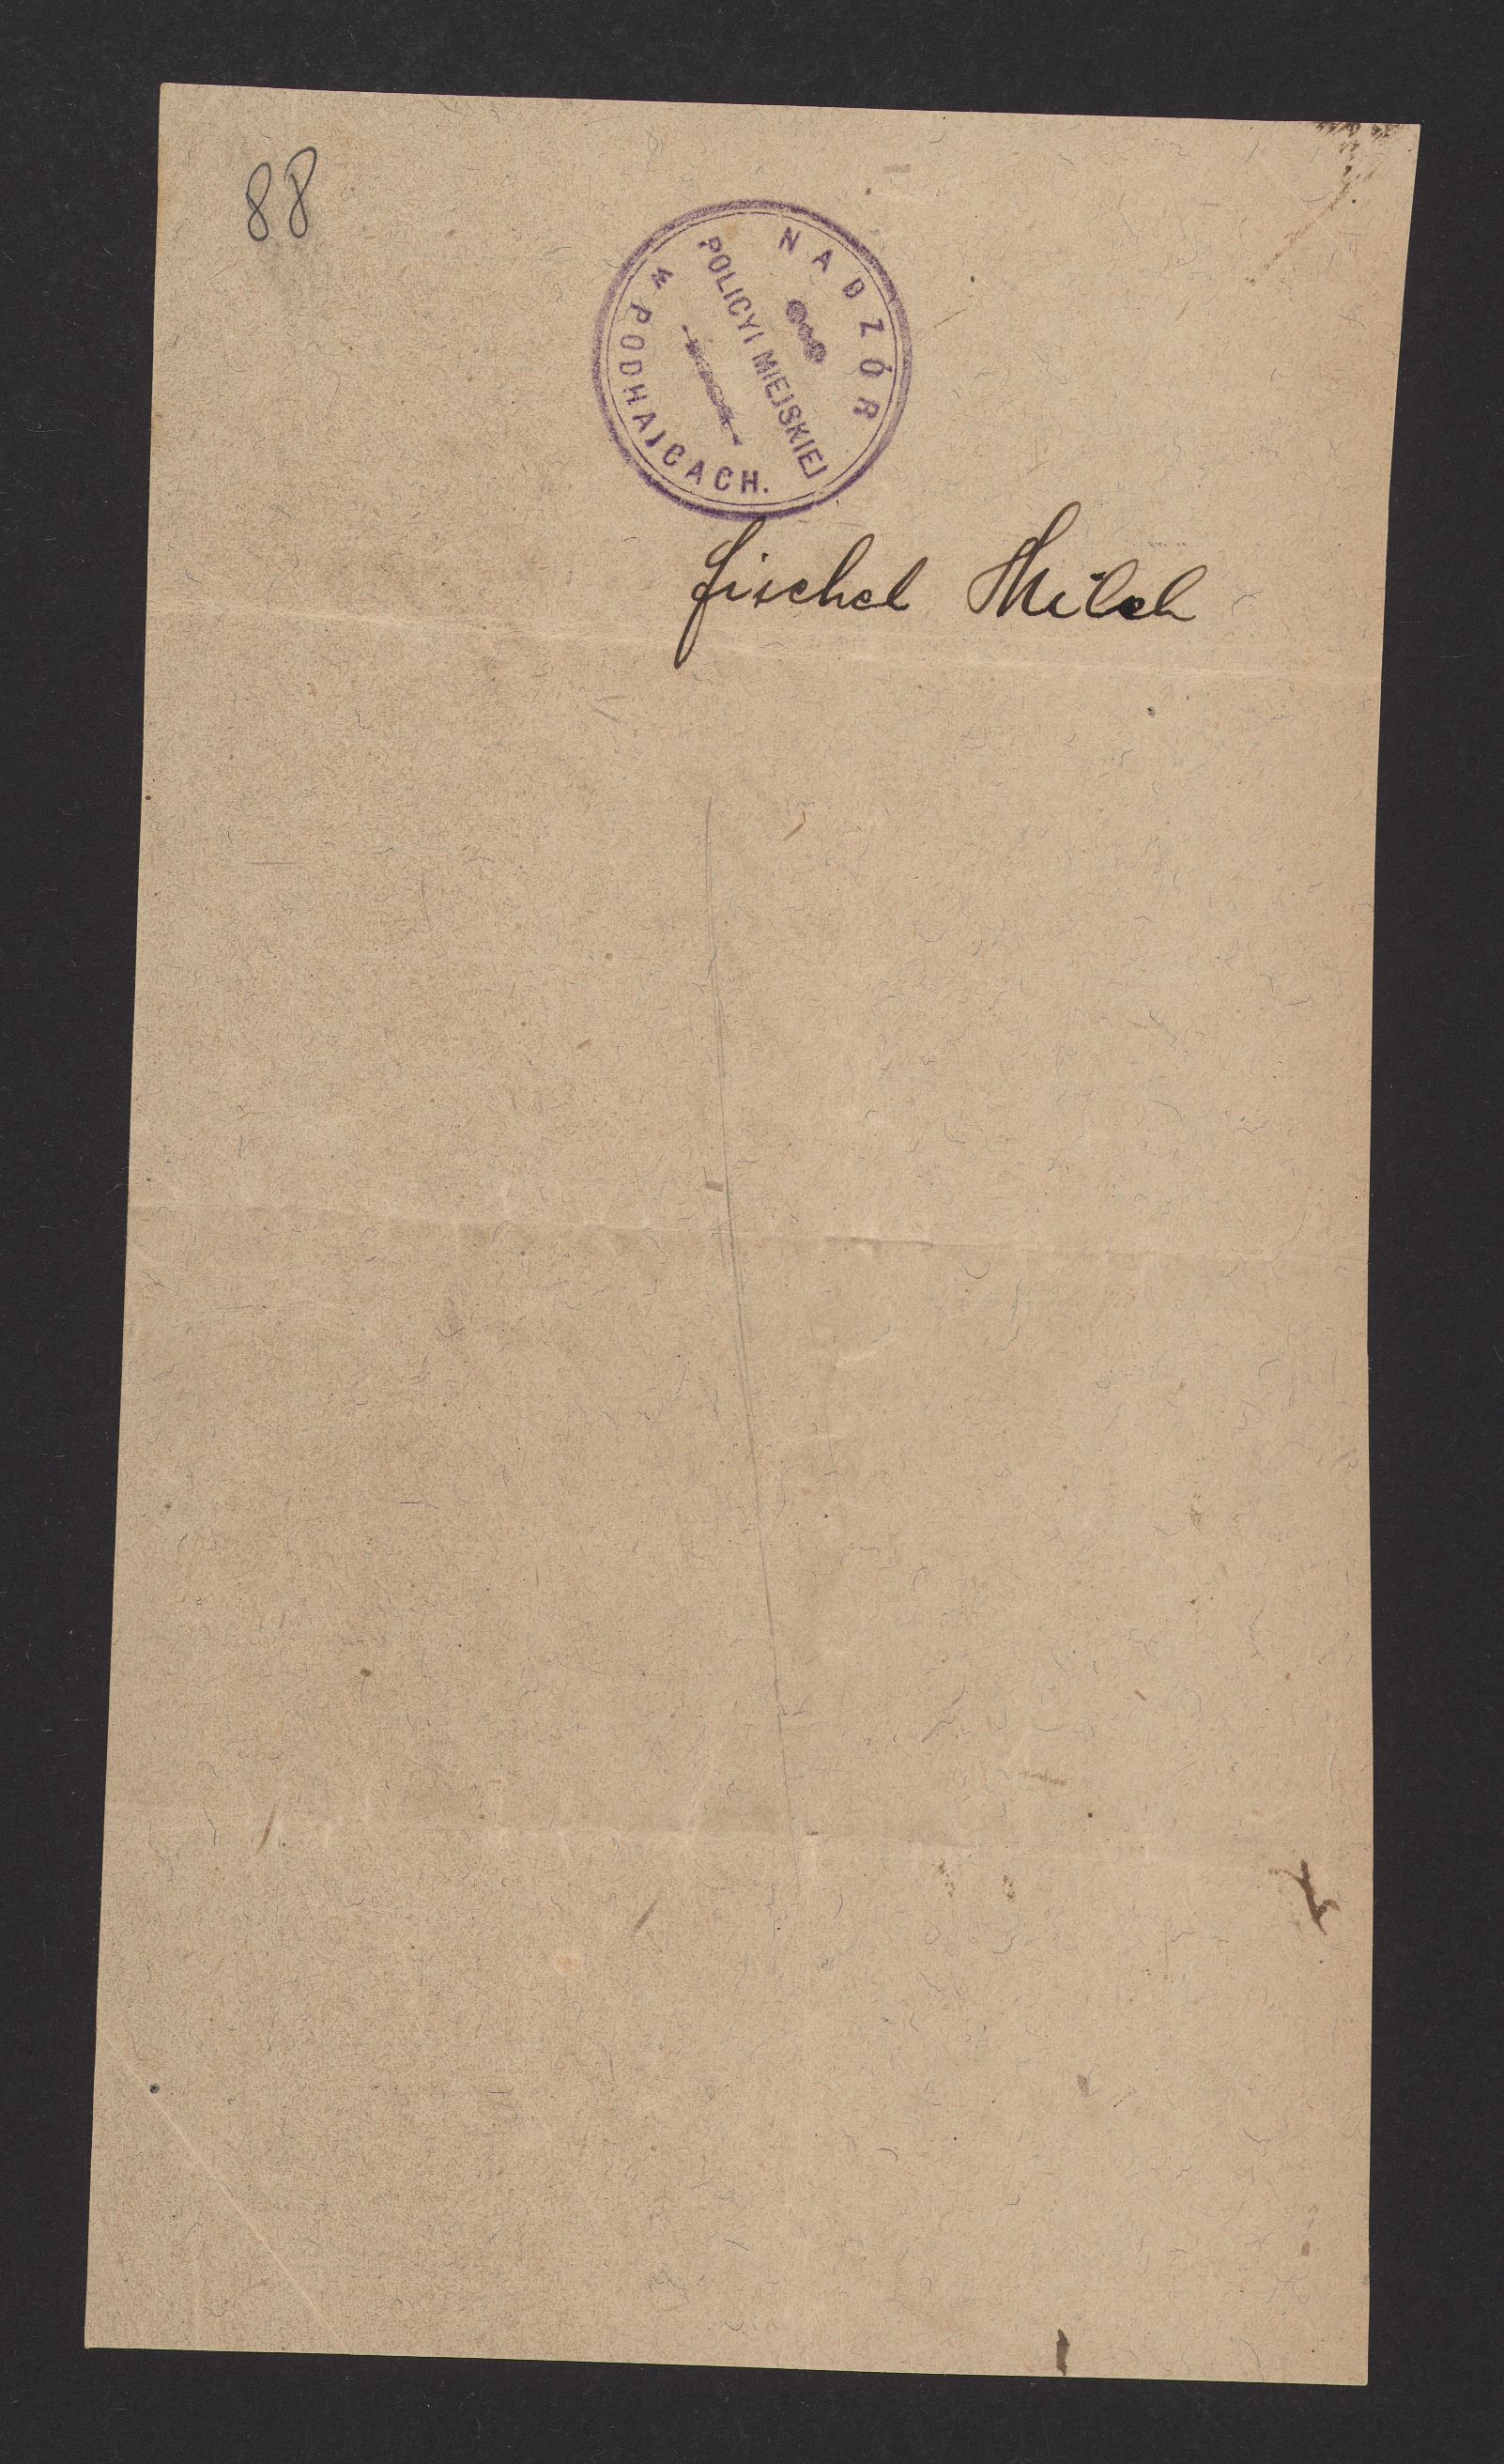 88
NADZÓR
POLICYI MIEJSKIEJ
W PODHAJCACH.
Fischel Milch